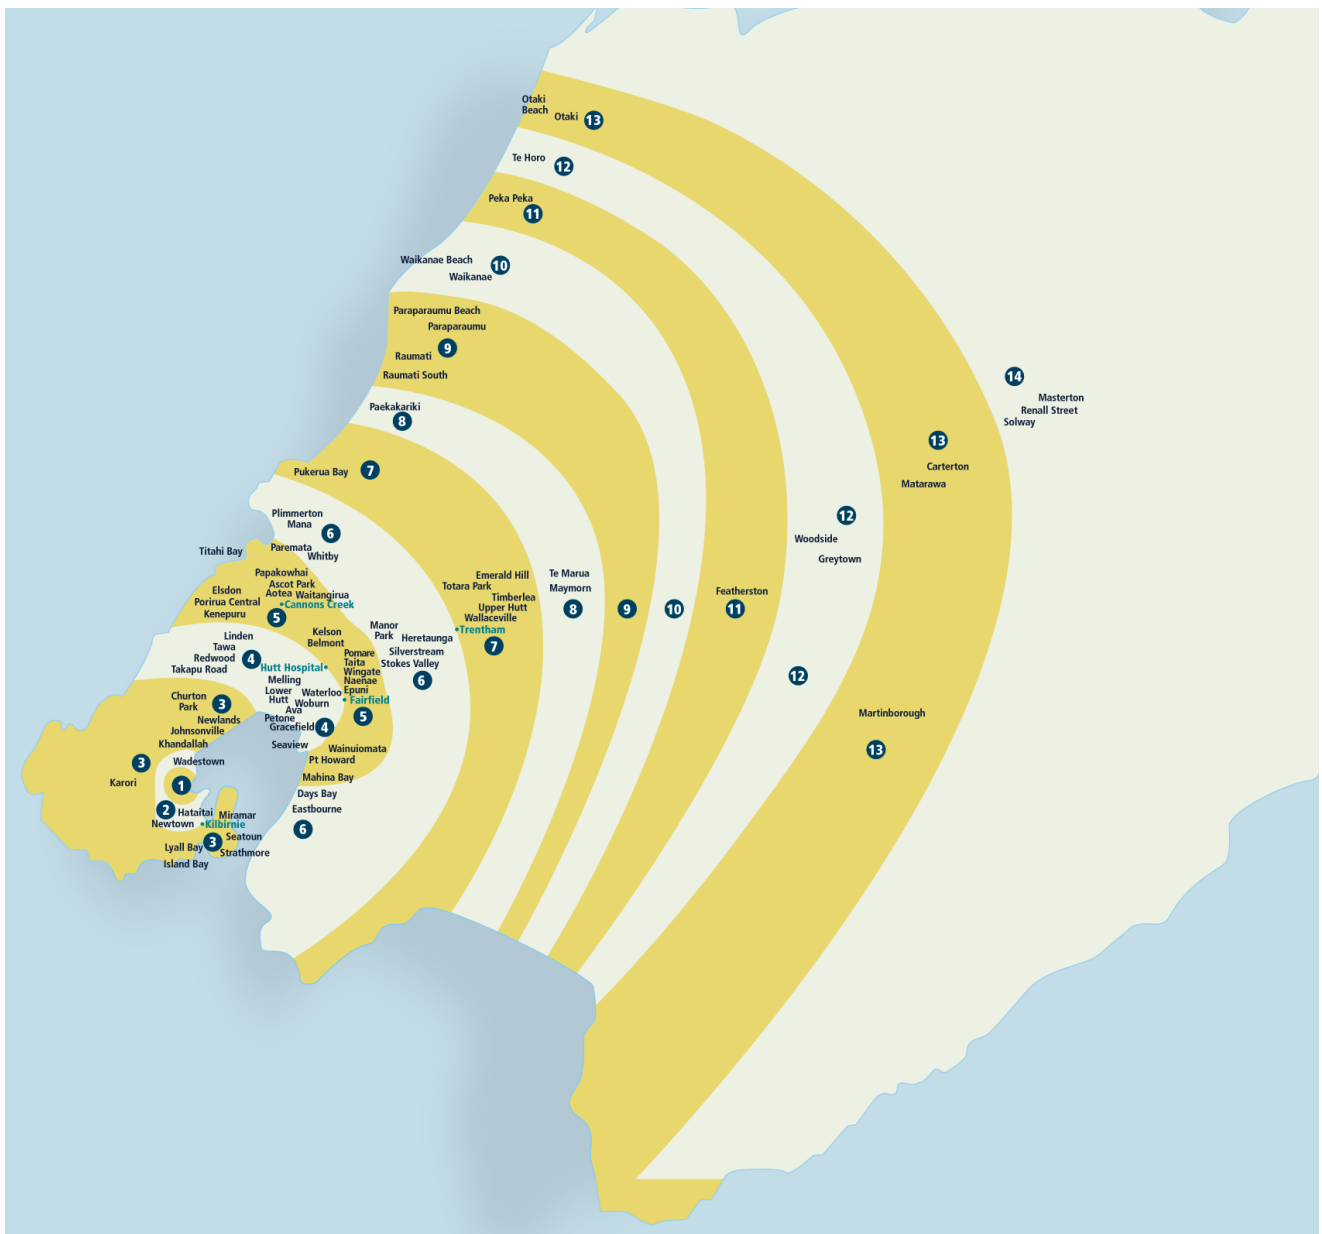 Otaki
Beach
Otaki
13
Te Horo
12
Peka Peka
11
Waikanae Beach
10
Waikanae
Paraparaumu Beach
Paraparaumu
9
Raumati
Raumati South
14
Masterton
Renall Street
Solway
Paekakariki
8
13
Carterton
Matarawa
Pukerua Bay
7
12
Woodside
Greytown
Plimmerton
Mana
6
Paremata
Whitby
Titahi Bay
Papakowhai
Ascot Park
Aotea
Waitangirua
Cannons Creek
Elsdon
Porirua Central
Kenepuru
5
Emerald Hill
Totara Park
Timberlea
Upper Hutt
Wallaceville
Trentham
7
Te Marua
Maymorn
8
9
10
Featherston
11
Manor
Park
Heretaunga
Silverstream
Stokes Valley
6
Kelson
Belmont
Linden
Tawa
Redwood
Takapu Road
4
Hutt Hospital
Pomare
Taita
Wingate
Naenae
Epuni
Fairfield
5
Melling
Lower
Hutt
Waterloo
Woburn
Ava
Petone
Gracefield
4
Seaview
12
Martinborough
13
Churton
Park
3
Newlands
Johnsonville
Khandallah
Wainuiomata
Pt Howard
Mahina Bay
Days Bay
Eastbourne
6
3
Karori
Wadestown
1
2
Hataitai
Newtown
Kilbirnie
Miramar
Seatoun
3
Lyall Bay
Strathmore
Island Bay